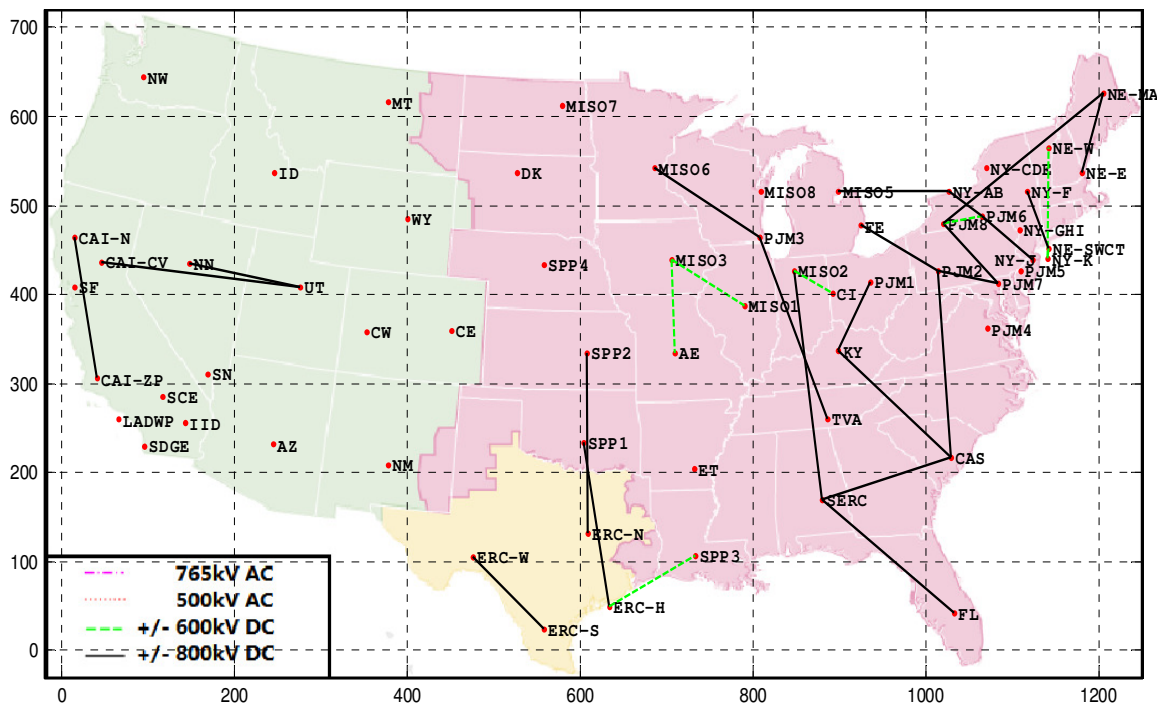 700
600
500
400
300
200
100
0
NW
MT
MISO7
NE-MA
ID
DK
MISO6
NE-W
NY-CDE
NE-E
WY
MISO8
MISO5
NY-AB
NY-F
CAI-N
EE
PJM8
PJM6
NY-GHI
CAI-CV
NN
SPP4
PJM3
NE-SWCT
NY-J
NY-K
MISO3
MISO2
PJM2
PJM5
SF
UT
CI
PJM1
PJM7
MISO1
CW
CE
PJM4
SPP2
AE
KY
CAI-ZP
SN
SCE
LADWP
IID
TVA
SDGE
AZ
SPP1
NM
ET
CAS
SERC
ERC-N
ERC-W
SPP3
ERC-H
FL
ERC-S
765kV AC
500kV AC
+/- 600kV DC
+/- 800kV DC
0 200 400 600 800 1000 1200